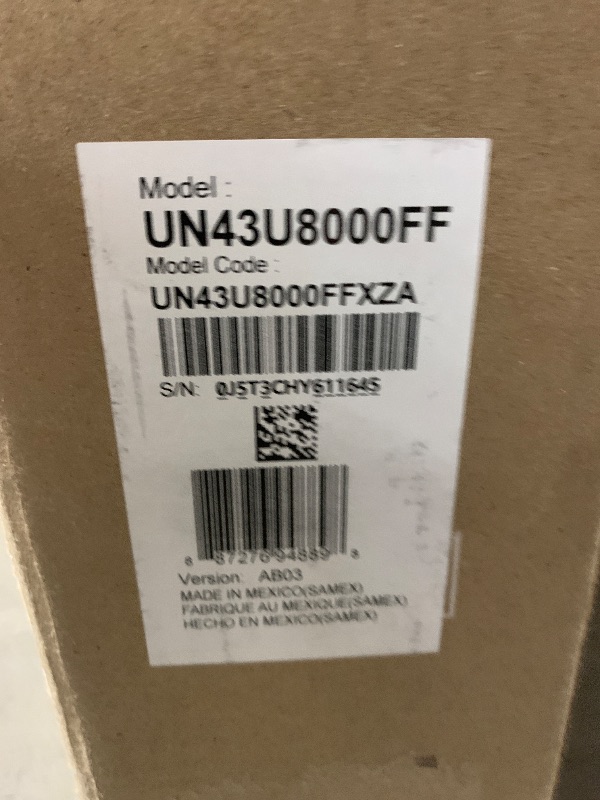 Model :
UN43U8000FF
Model Code :
UN43U8000FFXZA
S/N: 0J5T3CHY611645
8 87276 94889 8
Version: AB03
MADE IN MEXICO(SAMEX)
FABRIQUE AU MEXIQUE(SAMEX)
HECHO EN MEXICO(SAMEX)